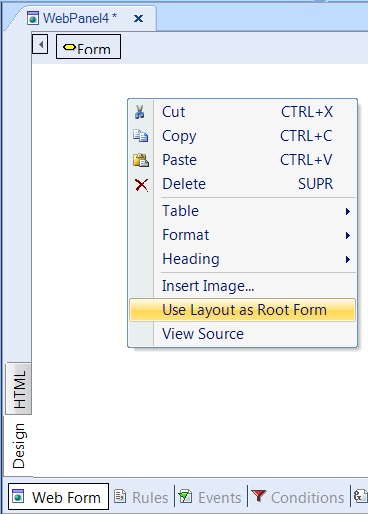 WebPanel4 *
Form
Cut CTRL+X
Copy CTRL+C
Paste CTRL+V
Delete SUPR
Table
Format
Heading
Insert Image...
Use Layout as Root Form
View Source
HTML
Design
Web Form Rules Events Conditions